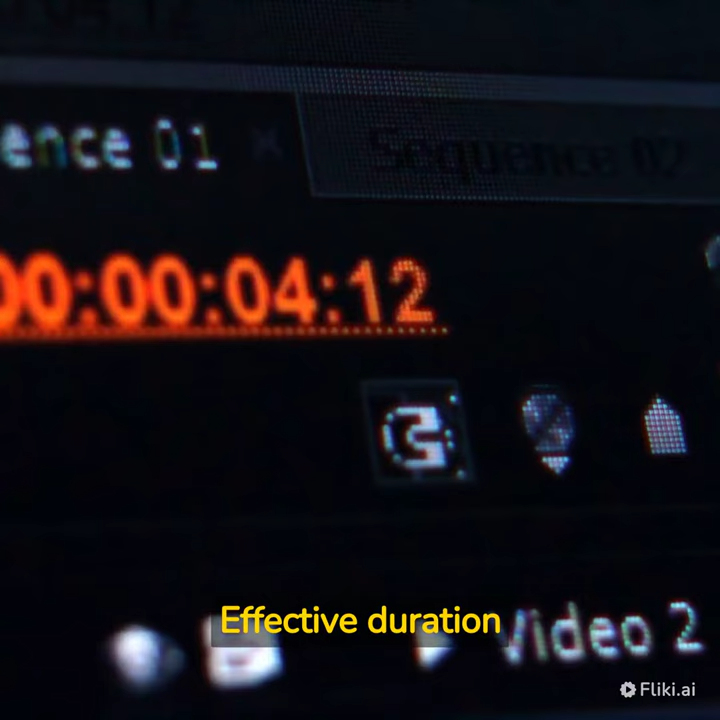 ence 01 Sequence 02
00:00:04:12
Effective duration
Video 2
Fliki.ai